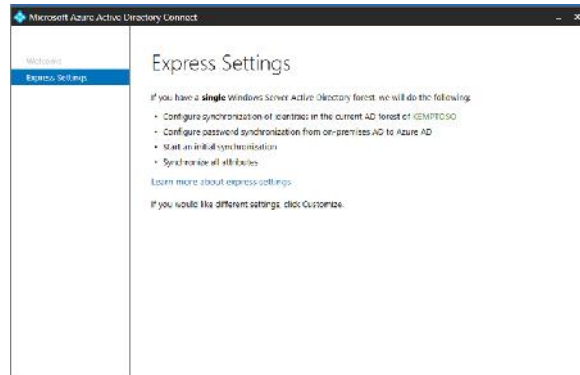 Microsoft Azure Active Directory Connect
Welcome
Express Settings
Express Settings
If you have a single Windows Server Active Directory forest, we will do the following:
• Configure synchronization of identities in the current AD forest of KEMPTOSO
• Configure password synchronization from on-premises AD to Azure AD
• Start an initial synchronization
• Synchronize all attributes
Learn more about express settings
If you would like different settings, click Customize.